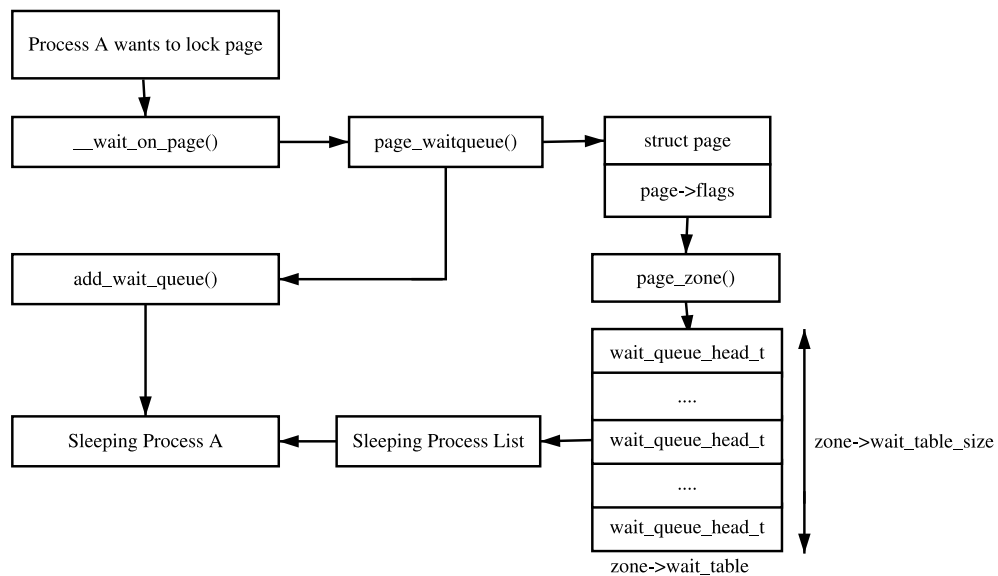 Process A wants to lock page
__wait_on_page()
page_waitqueue()
struct page
page->flags
add_wait_queue()
page_zone()
wait_queue_head_t
....
Sleeping Process A
Sleeping Process List
wait_queue_head_t
zone->wait_table_size
....
wait_queue_head_t
zone->wait_table